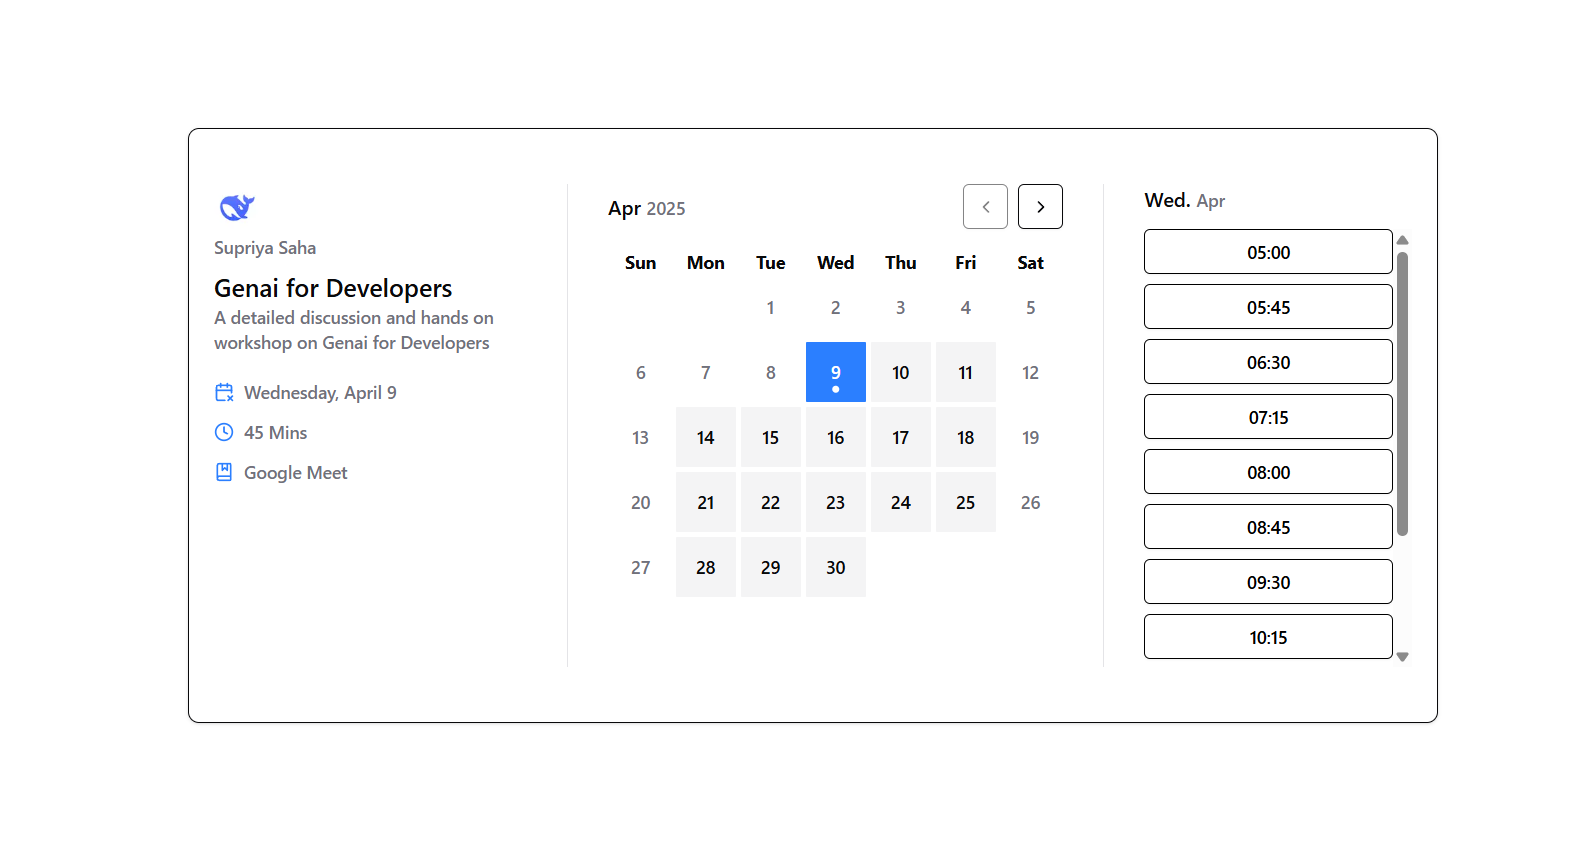 Supriya Saha
Genai for Developers
A detailed discussion and hands on
workshop on Genai for Developers
Wednesday, April 9
45 Mins
Google Meet
Apr 2025
Sun Mon Tue Wed Thu Fri Sat
1 2 3 4 5
6 7 8 9 10 11 12
13 14 15 16 17 18 19
20 21 22 23 24 25 26
27 28 29 30
Wed. Apr
05:00
05:45
06:30
07:15
08:00
08:45
09:30
10:15